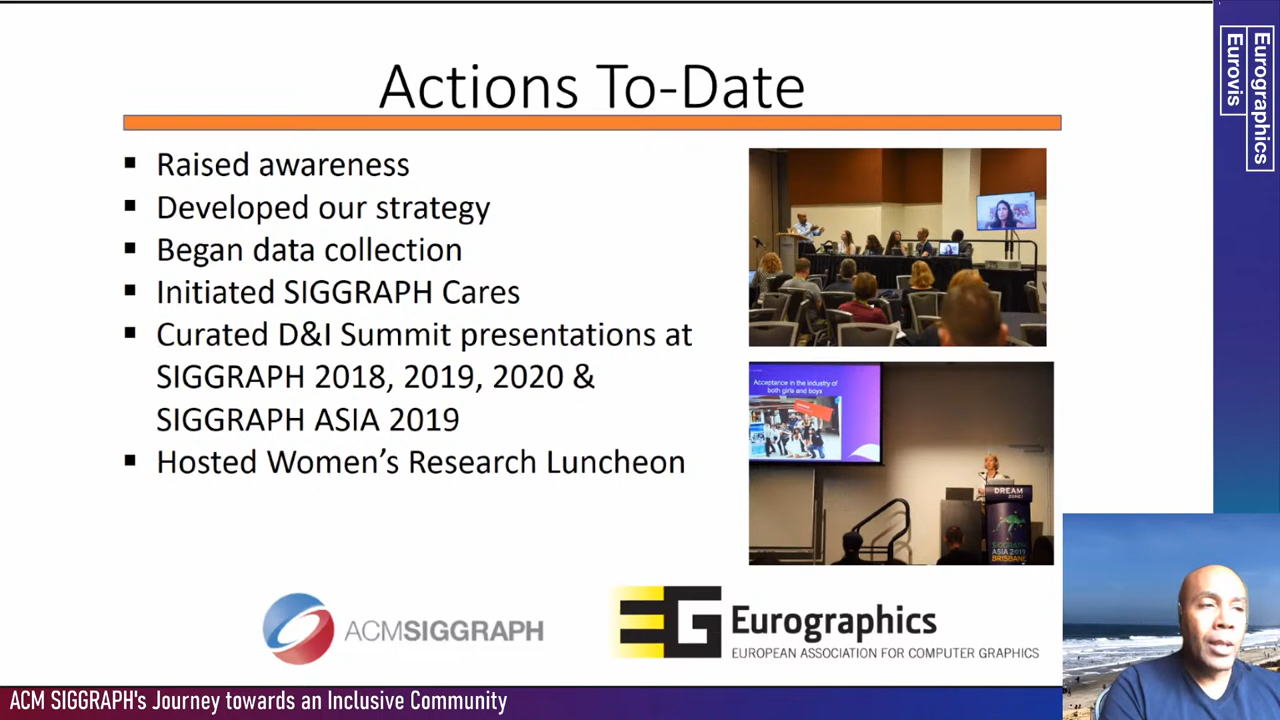 Actions To-Date
▪ Raised awareness
▪ Developed our strategy
▪ Began data collection
▪ Initiated SIGGRAPH Cares
▪ Curated D&I Summit presentations at
SIGGRAPH 2018, 2019, 2020 &
SIGGRAPH ASIA 2019
▪ Hosted Women's Research Luncheon
Acceptance in the industry of
both girls and boys
DREAM
ZONE
SIGGRAPH
ASIA 2019
BRISBANE
ACMSIGGRAPH
EG
Eurographics
EUROPEAN ASSOCIATION FOR COMPUTER GRAPHICS
Eurographics
Eurovis
ACM SIGGRAPH's Journey towards an Inclusive Community